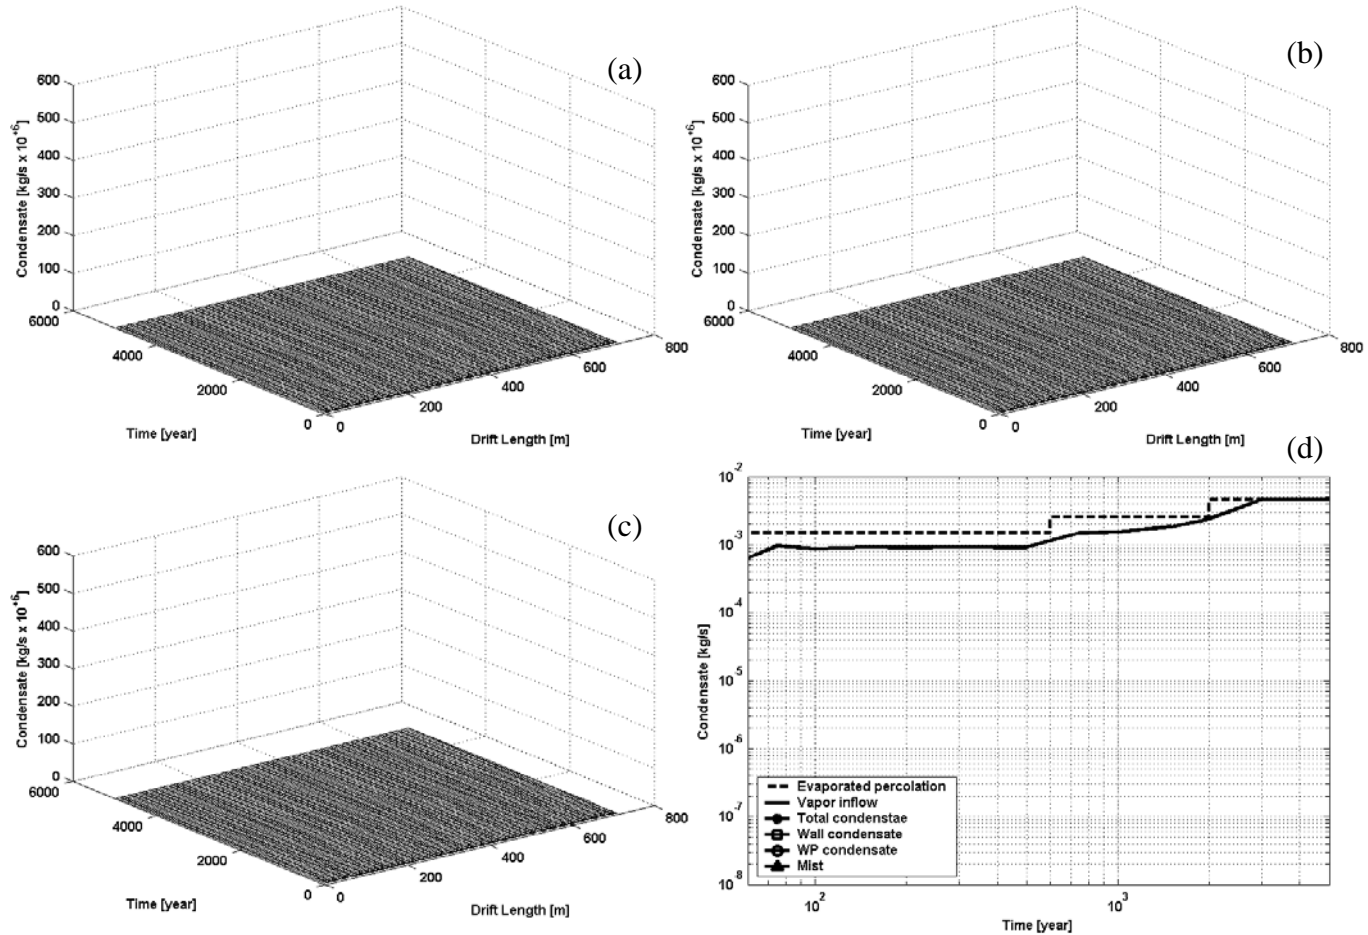 (a)
600
500
400
300
200
100
0
Condensate [kg/s x 10^+6]
6000
4000
2000
0
Time [year]
0
200
400
600
800
Drift Length [m]
(b)
600
500
400
300
200
100
0
Condensate [kg/s x 10^+6]
6000
4000
2000
0
Time [year]
0
200
400
600
800
Drift Length [m]
(c)
600
500
400
300
200
100
0
Condensate [kg/s x 10^+6]
6000
4000
2000
0
Time [year]
0
200
400
600
800
Drift Length [m]
(d)
10^-2
10^-3
10^-4
10^-5
10^-6
10^-7
10^-8
Condensate [kg/s]
Evaporated percolation
Vapor inflow
Total condenstae
Wall condensate
WP condensate
Mist
10^2
10^3
Time [year]